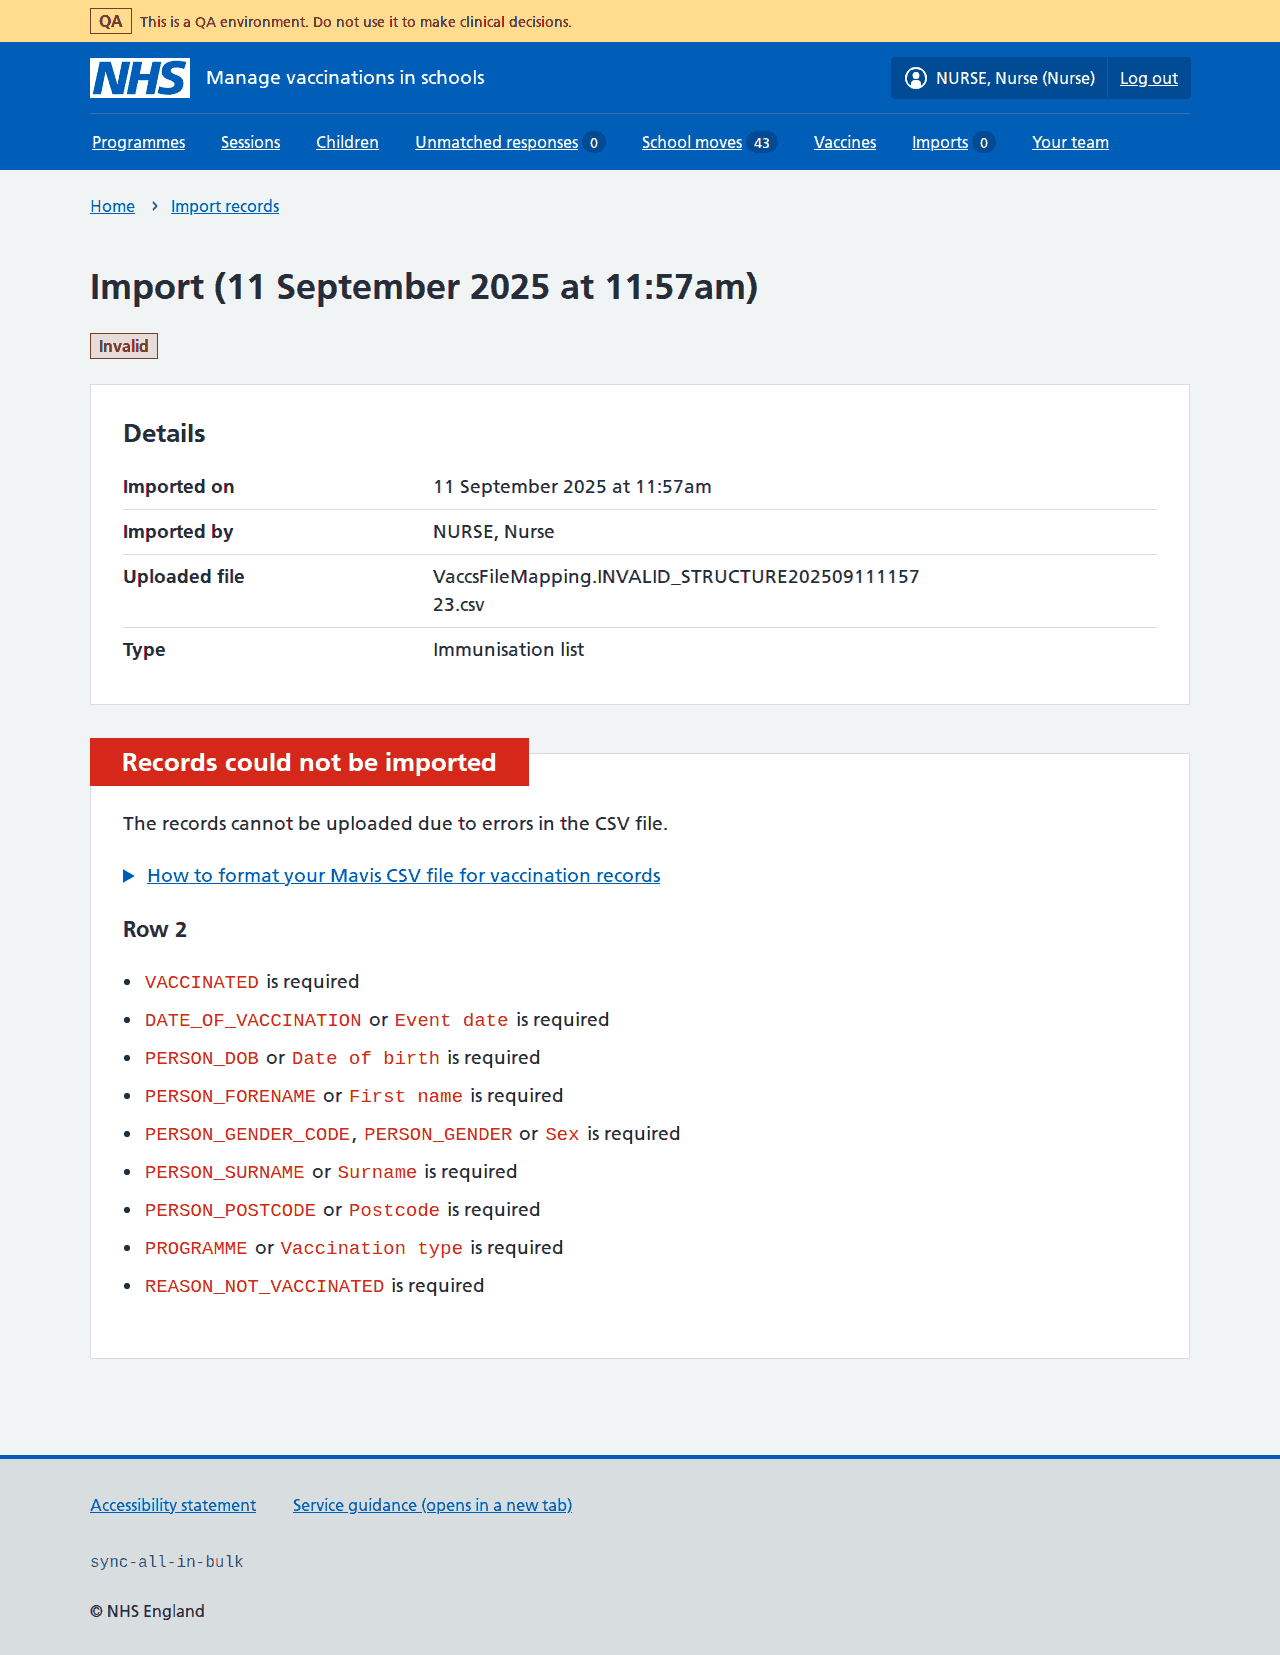 QA This is a QA environment. Do not use it to make clinical decisions.
NHS Manage vaccinations in schools NURSE, Nurse (Nurse) Log out
Programmes Sessions Children Unmatched responses 0 School moves 43 Vaccines Imports 0 Your team
Home Import records
Import (11 September 2025 at 11:57am)
Invalid
Details
Imported on 11 September 2025 at 11:57am
Imported by NURSE, Nurse
Uploaded file VaccsFileMapping.INVALID_STRUCTURE202509111157
23.csv
Type Immunisation list
Records could not be imported
The records cannot be uploaded due to errors in the CSV file.
How to format your Mavis CSV file for vaccination records
Row 2
• VACCINATED is required
• DATE_OF_VACCINATION or Event date is required
• PERSON_DOB or Date of birth is required
• PERSON_FORENAME or First name is required
• PERSON_GENDER_CODE, PERSON_GENDER or Sex is required
• PERSON_SURNAME or Surname is required
• PERSON_POSTCODE or Postcode is required
• PROGRAMME or Vaccination type is required
• REASON_NOT_VACCINATED is required
Accessibility statement Service guidance (opens in a new tab)
sync-all-in-bulk
© NHS England